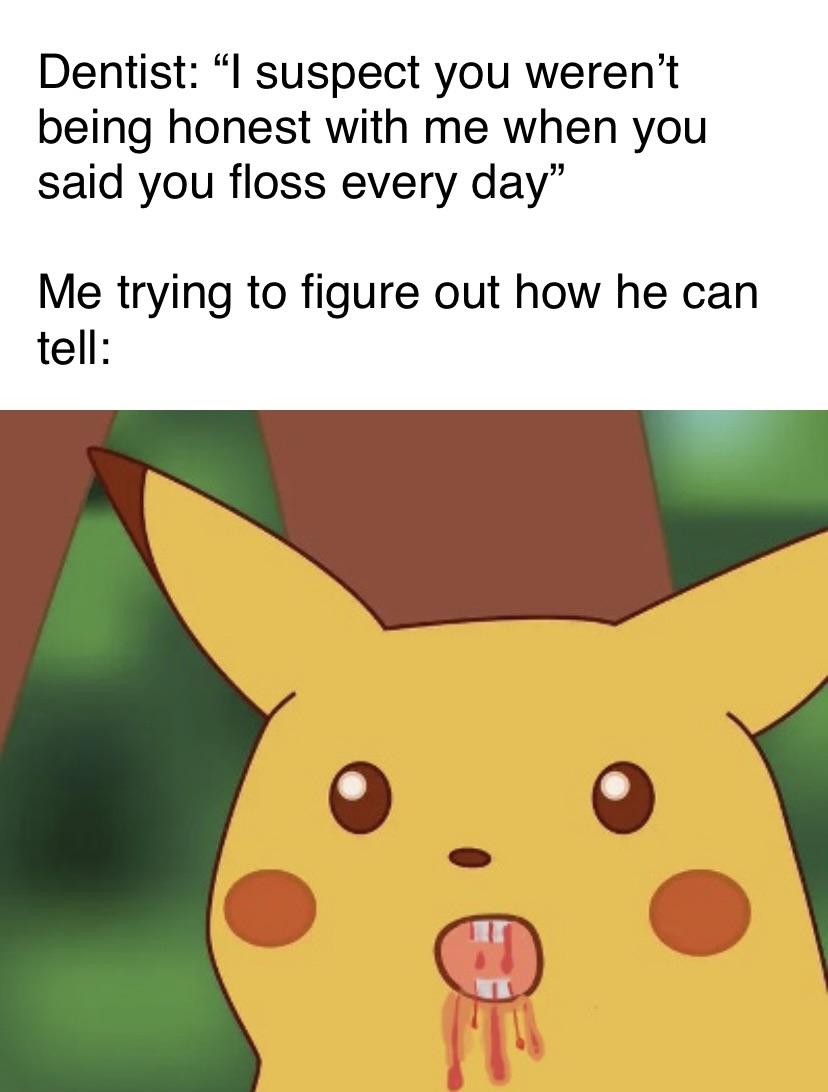 Dentist: “I suspect you weren’t
being honest with me when you
said you floss every day”
Me trying to figure out how he can
tell: